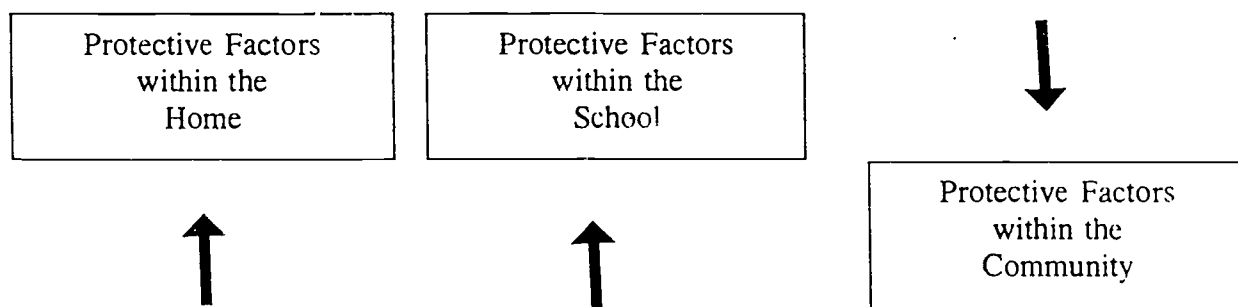 Protective Factors
within the
Home
Protective Factors
within the
School
Protective Factors
within the
Community